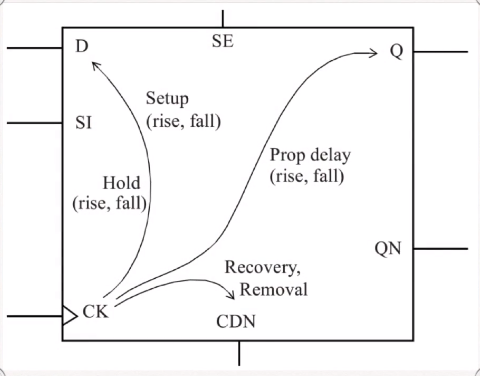 SE
D
Q
Setup
(rise, fall)
SI
Prop delay
(rise, fall)
Hold
(rise, fall)
QN
Recovery,
Removal
CK
CDN